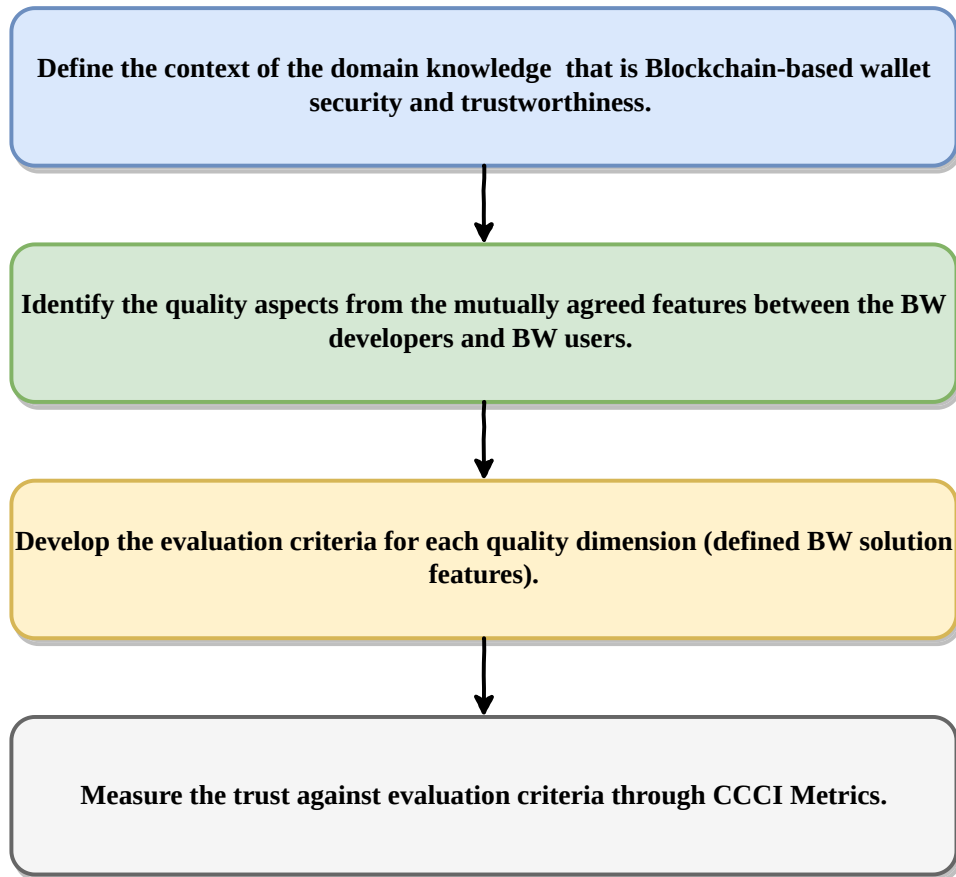 Define the context of the domain knowledge  that is Blockchain-based wallet
security and trustworthiness.
Identify the quality aspects from the mutually agreed features between the BW
developers and BW users.
Develop the evaluation criteria for each quality dimension (defined BW solution
features).
Measure the trust against evaluation criteria through CCCI Metrics.